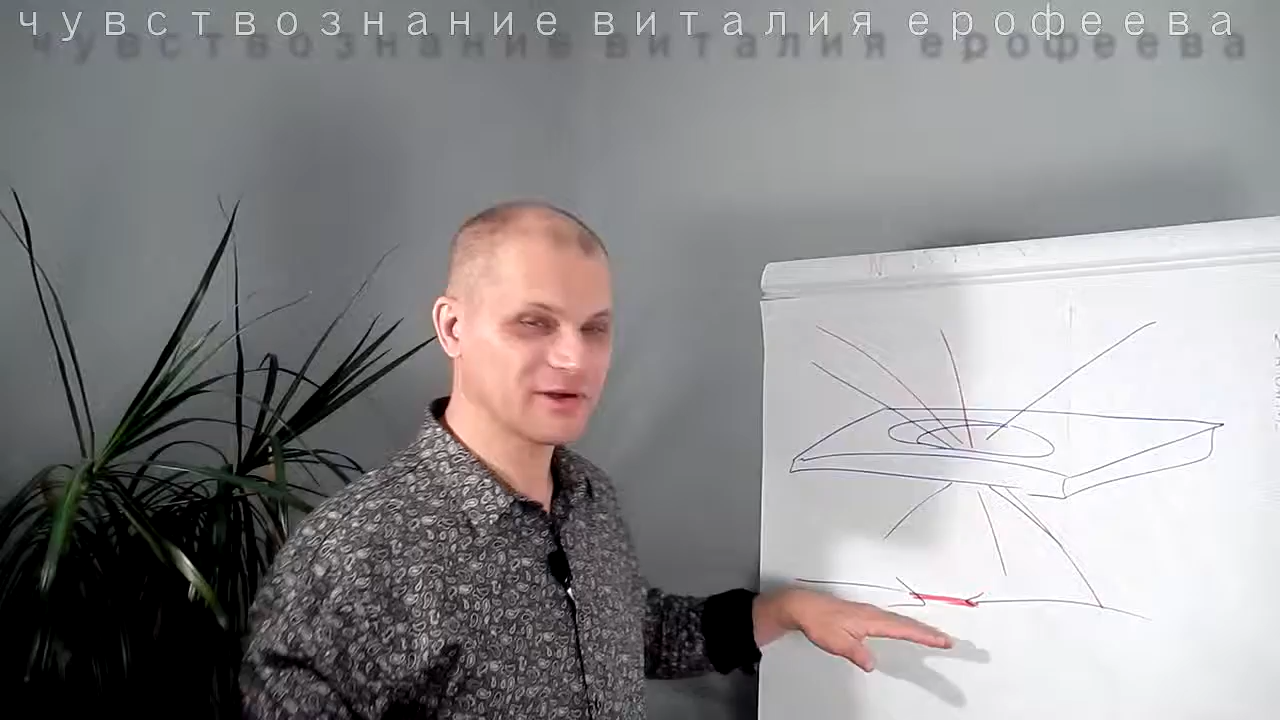 чувствознание виталия ерофеева